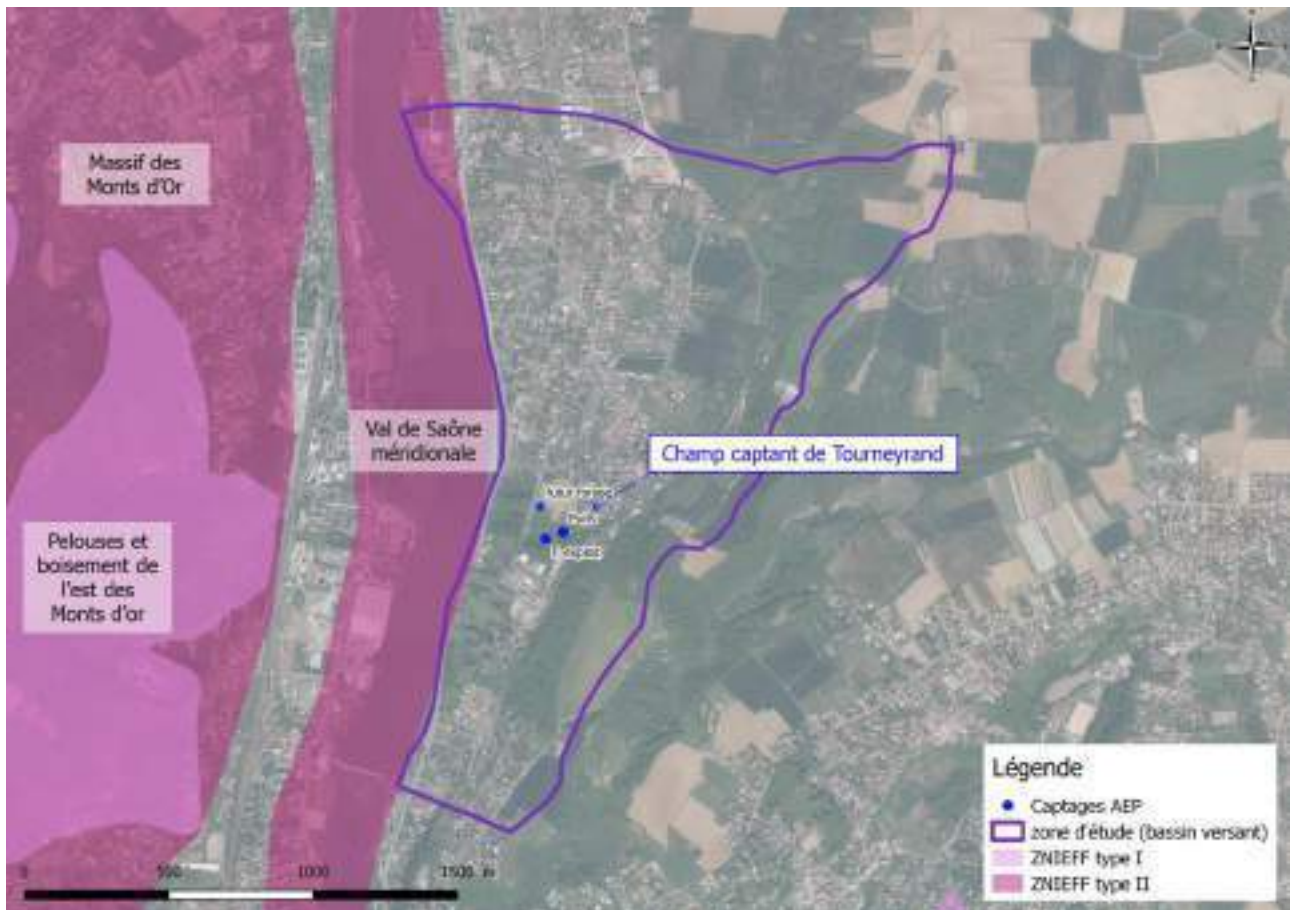 Massif des
Monts d'Or
Val de Saône
méridionale
Champ captant de Tourneyrand
Pelouses et
boisement de
l'est des
Monts d'or
Légende
Captages AEP
zone d'étude (bassin versant)
ZNIEFF type I
ZNIEFF type II
0 500 1000 1500 m